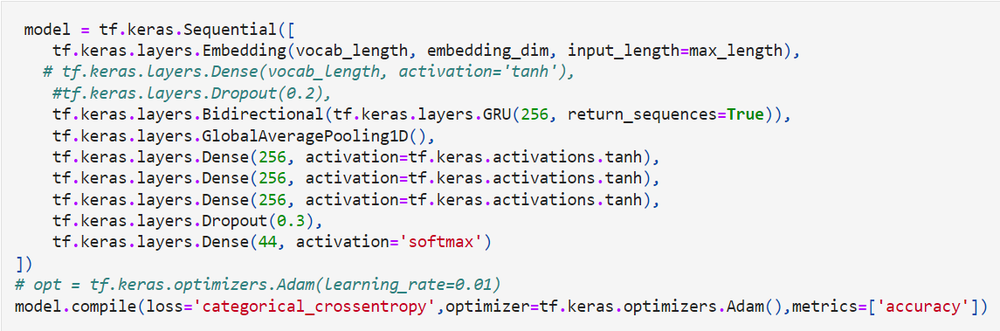 model = tf.keras.Sequential([
tf.keras.layers.Embedding(vocab_length, embedding_dim, input_length=max_length),
# tf.keras.layers.Dense(vocab_length, activation='tanh'),
#tf.keras.layers.Dropout(0.2),
tf.keras.layers.Bidirectional(tf.keras.layers.GRU(256, return_sequences=True)),
tf.keras.layers.GlobalAveragePooling1D(),
tf.keras.layers.Dense(256, activation=tf.keras.activations.tanh),
tf.keras.layers.Dense(256, activation=tf.keras.activations.tanh),
tf.keras.layers.Dense(256, activation=tf.keras.activations.tanh),
tf.keras.layers.Dropout(0.3),
tf.keras.layers.Dense(44, activation='softmax')
])
# opt = tf.keras.optimizers.Adam(learning_rate=0.01)
model.compile(loss='categorical_crossentropy',optimizer=tf.keras.optimizers.Adam(),metrics=['accuracy'])